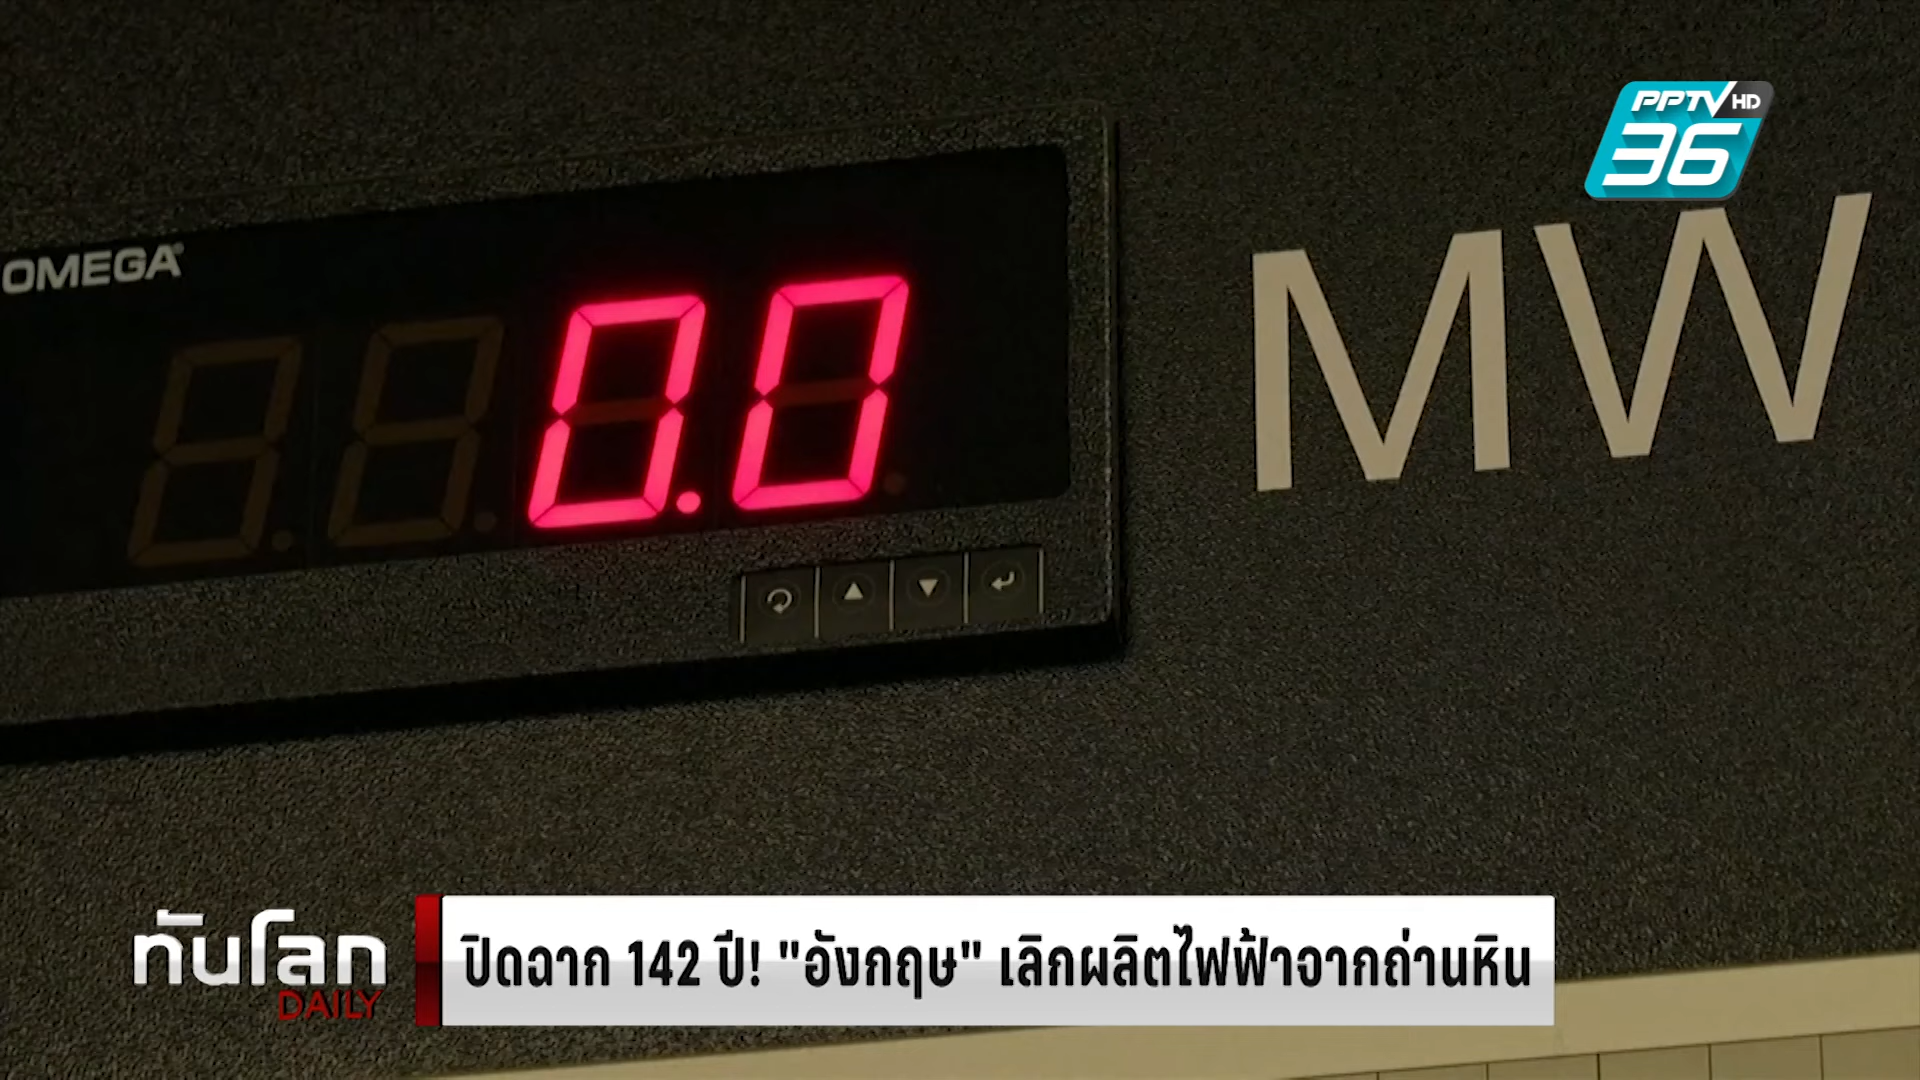 PPTV HD
36
OMEGA
0.0
MW
ทันโลก
DAILY
ปิดฉาก 142 ปี! "อังกฤษ" เลิกผลิตไฟฟ้าจากถ่านหิน